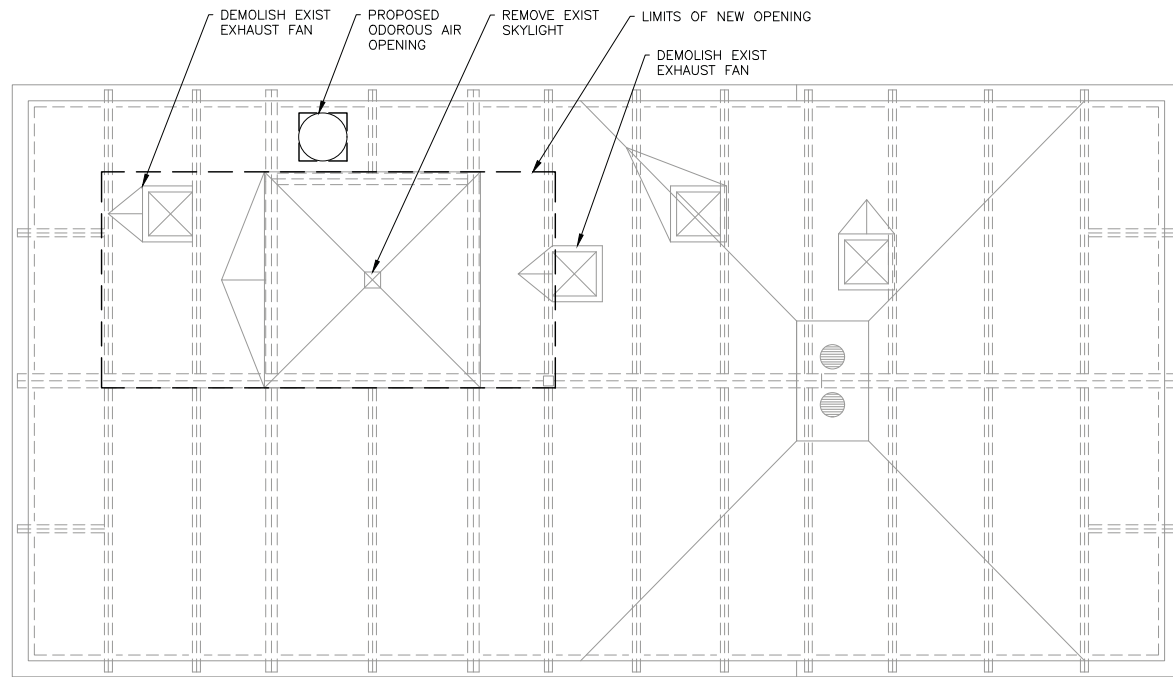 DEMOLISH EXIST
EXHAUST FAN
PROPOSED
ODOROUS AIR
OPENING
REMOVE EXIST
SKYLIGHT
LIMITS OF NEW OPENING
DEMOLISH EXIST
EXHAUST FAN